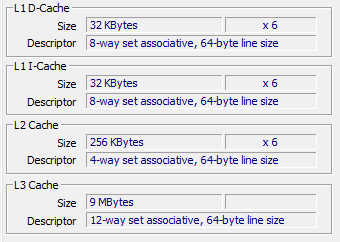 L1 D-Cache
Size 32 KBytes x 6
Descriptor 8-way set associative, 64-byte line size
L1 I-Cache
Size 32 KBytes x 6
Descriptor 8-way set associative, 64-byte line size
L2 Cache
Size 256 KBytes x 6
Descriptor 4-way set associative, 64-byte line size
L3 Cache
Size 9 MBytes
Descriptor 12-way set associative, 64-byte line size